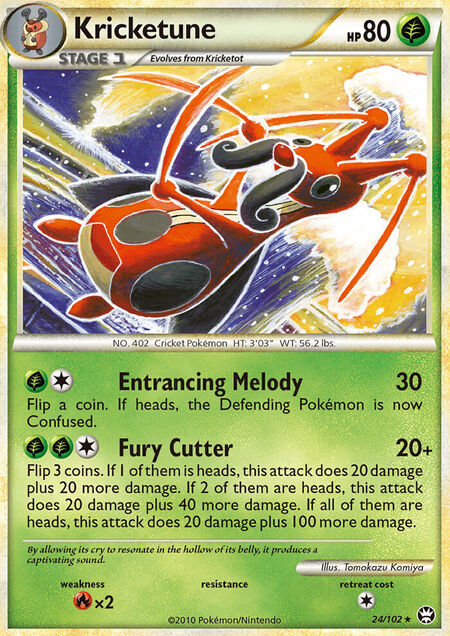 Kricketune HP 80
STAGE 1 Evolves from Kricketot
NO. 402 Cricket Pokémon HT: 3'03" WT: 56.2 lbs.
Entrancing Melody 30
Flip a coin. If heads, the Defending Pokémon is now
Confused.
Fury Cutter 20+
Flip 3 coins. If 1 of them is heads, this attack does 20 damage
plus 20 more damage. If 2 of them are heads, this attack
does 20 damage plus 40 more damage. If all of them are
heads, this attack does 20 damage plus 100 more damage.
By allowing its cry to resonate in the hollow of its belly, it produces a
captivating sound.
Illus. Tomokazu Komiya
weakness resistance retreat cost
×2
©2010 Pokémon/Nintendo 24/102 ★